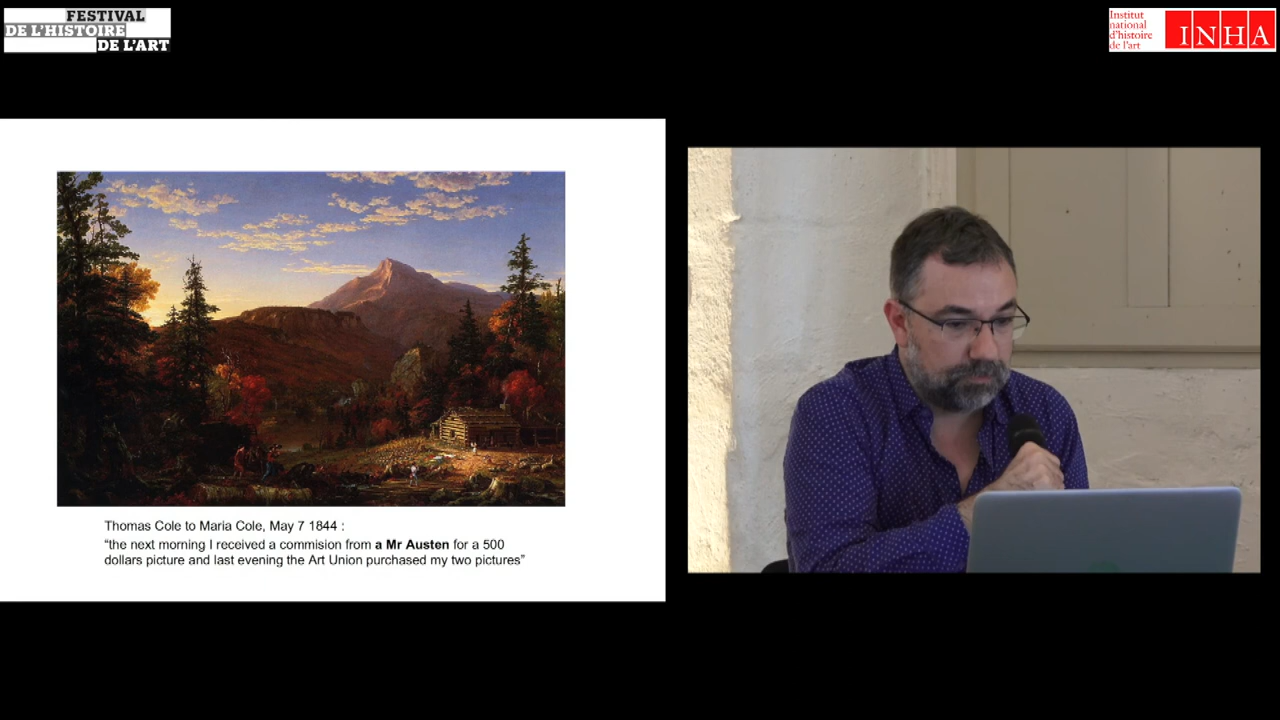 FESTIVAL
DE L'HISTOIRE
DE L'ART
Institut
national
d'histoire
de l'art
INHA
Thomas Cole to Maria Cole, May 7 1844 :
“the next morning I received a commision from a Mr Austen for a 500
dollars picture and last evening the Art Union purchased my two pictures”